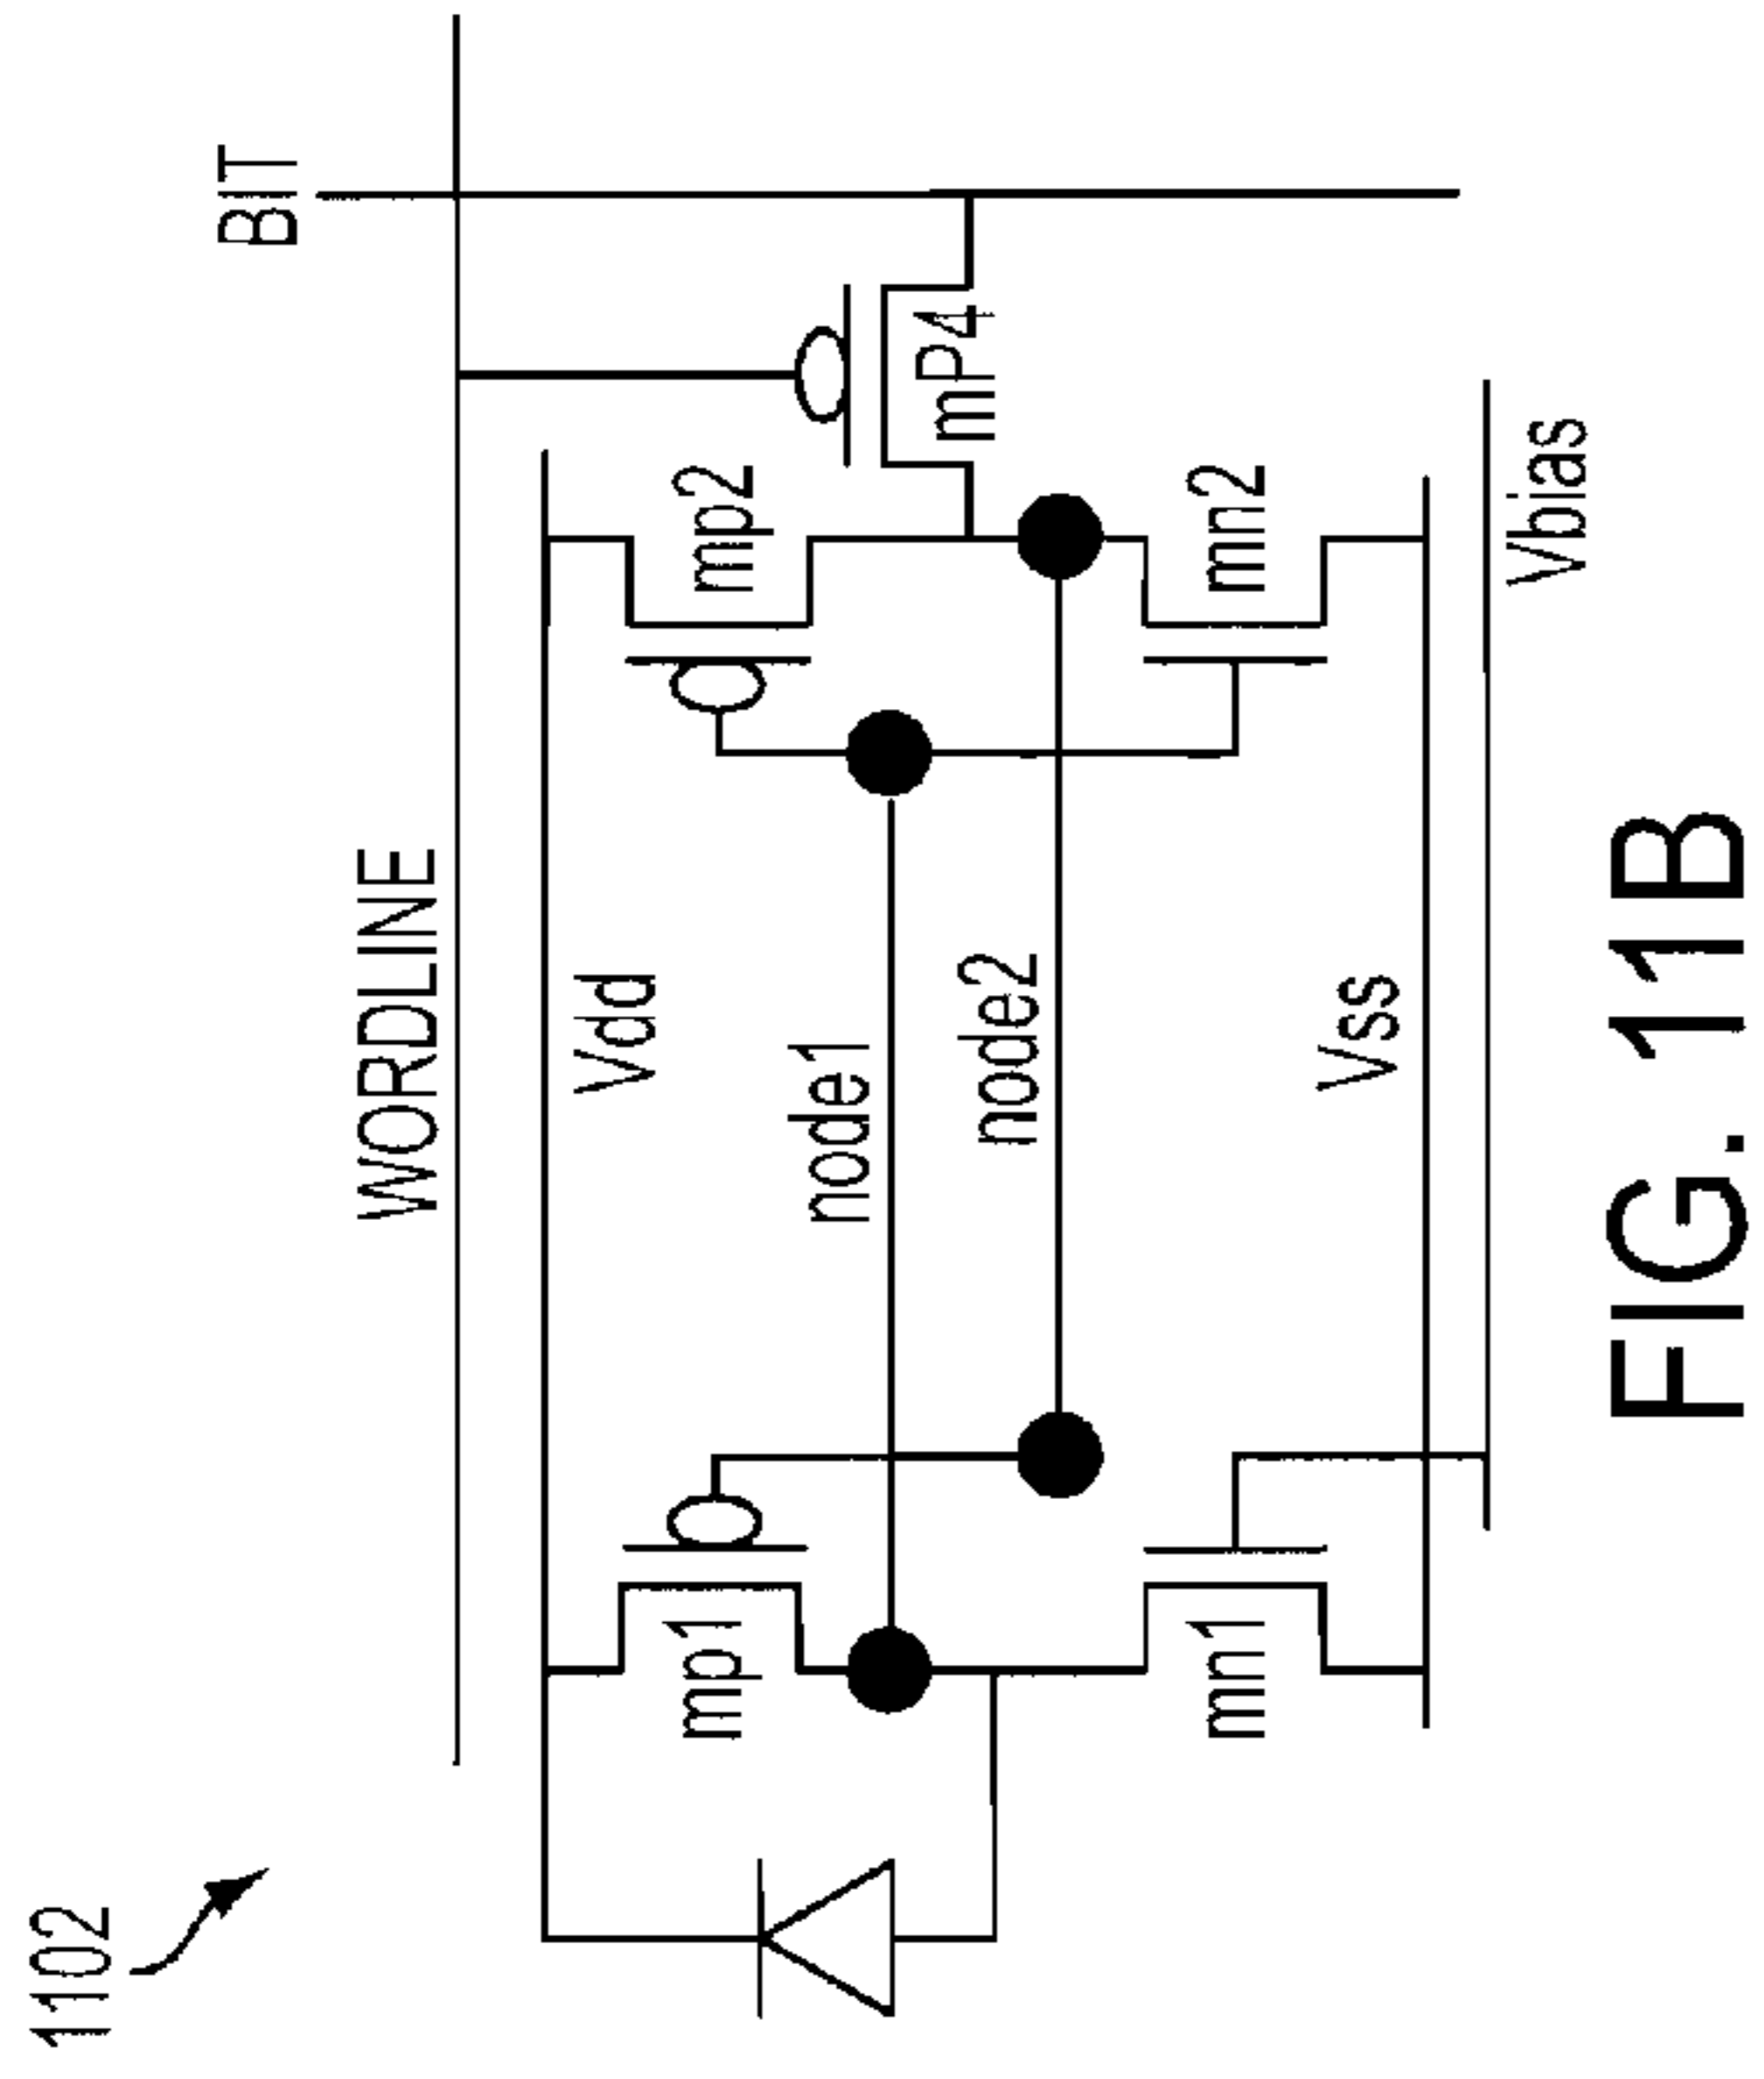 1102
WORDLINE
BIT
Vdd
mp1
mp2
node1
mP4
node2
mn1
mn2
Vss
Vbias
FIG. 11B